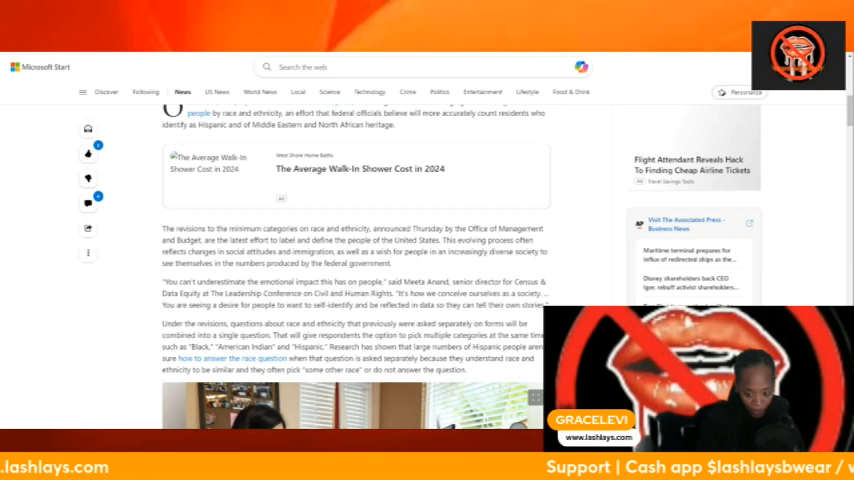 Microsoft Start
Search the web
Discover
Following
News
US News
World News
Local
Science
Technology
Crime
Politics
Entertainment
Lifestyle
Food & Drink
Personalize
people by race and ethnicity, an effort that federal officials believe will more accurately count residents who
identify as Hispanic and of Middle Eastern and North African heritage.
The Average Walk-In
Shower Cost in 2024
West Shore Home Baths
The Average Walk-In Shower Cost in 2024
Ad
The revisions to the minimum categories on race and ethnicity, announced Thursday by the Office of Management
and Budget, are the latest effort to label and define the people of the United States. This evolving process often
reflects changes in social attitudes and immigration, as well as a wish for people in an increasingly diverse society to
see themselves in the numbers produced by the federal government.
"You can't underestimate the emotional impact this has on people," said Meeta Anand, senior director for Census &
Data Equity at The Leadership Conference on Civil and Human Rights. "It's how we conceive ourselves as a society. ...
You are seeing a desire for people to want to self-identify and be reflected in data so they can tell their own stories."
Under the revisions, questions about race and ethnicity that previously were asked separately on forms will be
combined into a single question. That will give respondents the option to pick multiple categories at the same time
such as "Black," "American Indian" and "Hispanic." Research has shown that large numbers of Hispanic people aren
sure how to answer the race question when that question is asked separately because they understand race and
ethnicity to be similar and they often pick "some other race" or do not answer the question.
Flight Attendant Reveals Hack
To Finding Cheap Airline Tickets
Ad Travel Savings Tools
AP
Visit The Associated Press -
Business News
Maritime terminal prepares for
influx of redirected ships as the...
Disney shareholders back CEO
Iger, rebuff activist shareholders...
GRACELEVI
www.lashlays.com
.lashlays.com
Support | Cash app $lashlaysbwear /